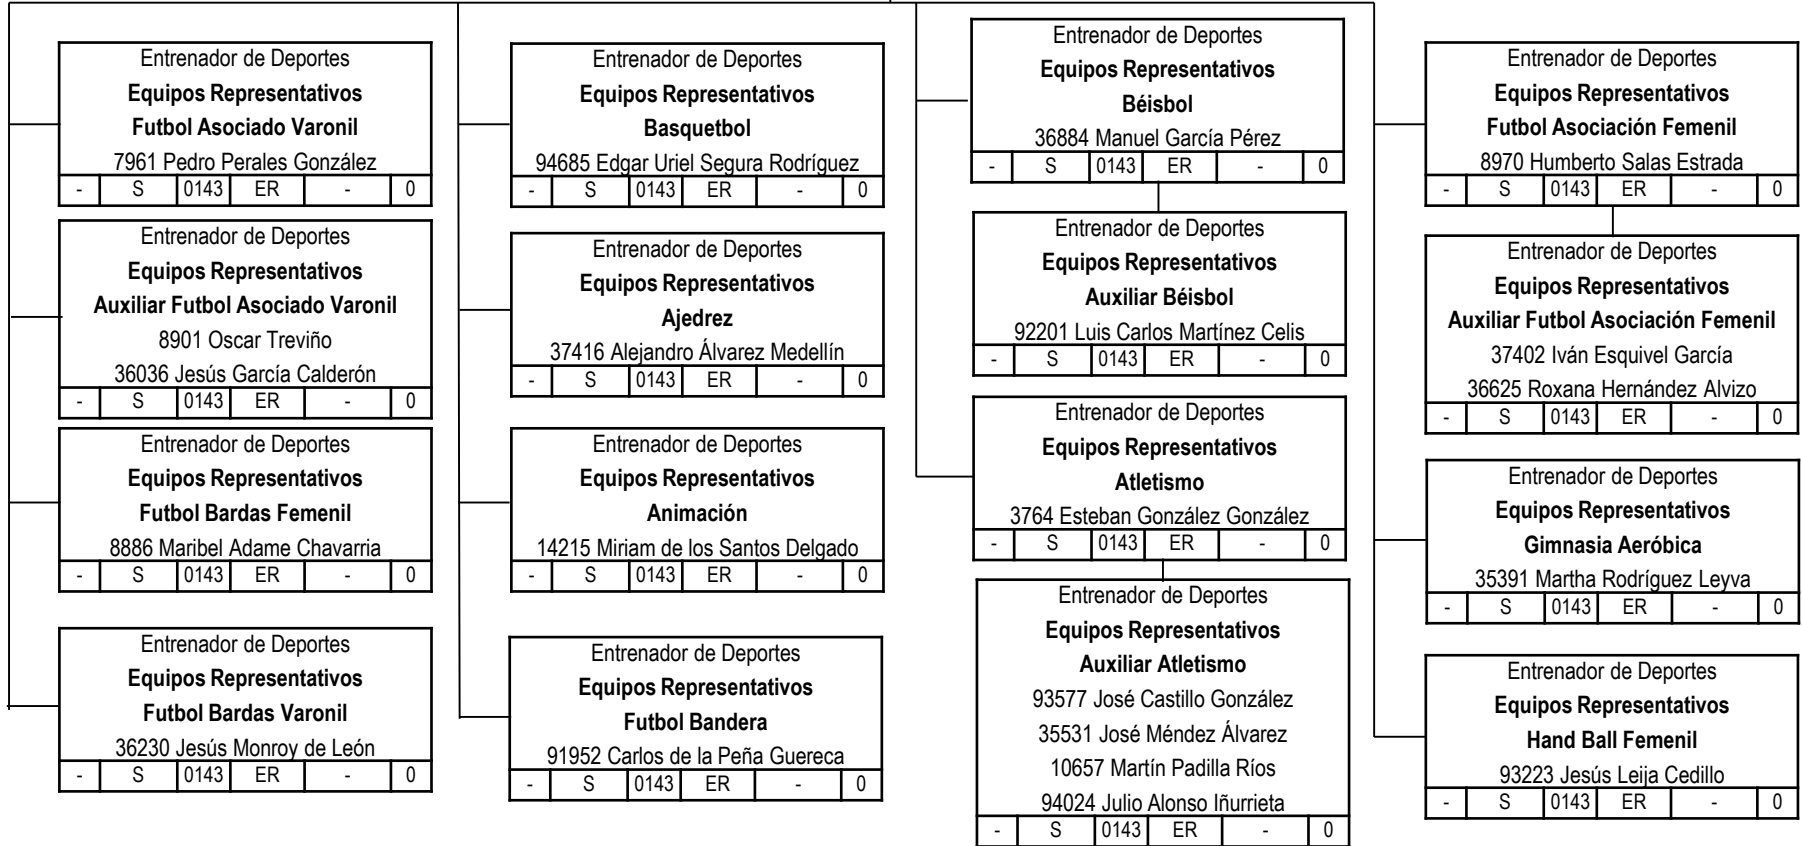 Entrenador de Deportes
Equipos Representativos
Futbol Asociado Varonil
7961 Pedro Perales González
- S 0143 ER - 0
Entrenador de Deportes
Equipos Representativos
Auxiliar Futbol Asociado Varonil
8901 Oscar Treviño
36036 Jesús García Calderón
- S 0143 ER - 0
Entrenador de Deportes
Equipos Representativos
Futbol Bardas Femenil
8886 Maribel Adame Chavarria
- S 0143 ER - 0
Entrenador de Deportes
Equipos Representativos
Futbol Bardas Varonil
36230 Jesús Monroy de León
- S 0143 ER - 0
Entrenador de Deportes
Equipos Representativos
Basquetbol
94685 Edgar Uriel Segura Rodríguez
- S 0143 ER - 0
Entrenador de Deportes
Equipos Representativos
Ajedrez
37416 Alejandro Álvarez Medellín
- S 0143 ER - 0
Entrenador de Deportes
Equipos Representativos
Animación
14215 Miriam de los Santos Delgado
- S 0143 ER - 0
Entrenador de Deportes
Equipos Representativos
Futbol Bandera
91952 Carlos de la Peña Guereca
- S 0143 ER - 0
Entrenador de Deportes
Equipos Representativos
Béisbol
36884 Manuel García Pérez
- S 0143 ER - 0
Entrenador de Deportes
Equipos Representativos
Auxiliar Béisbol
92201 Luis Carlos Martínez Celis
- S 0143 ER - 0
Entrenador de Deportes
Equipos Representativos
Atletismo
3764 Esteban González González
- S 0143 ER - 0
Entrenador de Deportes
Equipos Representativos
Auxiliar Atletismo
93577 José Castillo González
35531 José Méndez Álvarez
10657 Martín Padilla Ríos
94024 Julio Alonso Iñurrieta
- S 0143 ER - 0
Entrenador de Deportes
Equipos Representativos
Futbol Asociación Femenil
8970 Humberto Salas Estrada
- S 0143 ER - 0
Entrenador de Deportes
Equipos Representativos
Auxiliar Futbol Asociación Femenil
37402 Iván Esquivel García
36625 Roxana Hernández Alvizo
- S 0143 ER - 0
Entrenador de Deportes
Equipos Representativos
Gimnasia Aeróbica
35391 Martha Rodríguez Leyva
- S 0143 ER - 0
Entrenador de Deportes
Equipos Representativos
Hand Ball Femenil
93223 Jesús Leija Cedillo
- S 0143 ER - 0